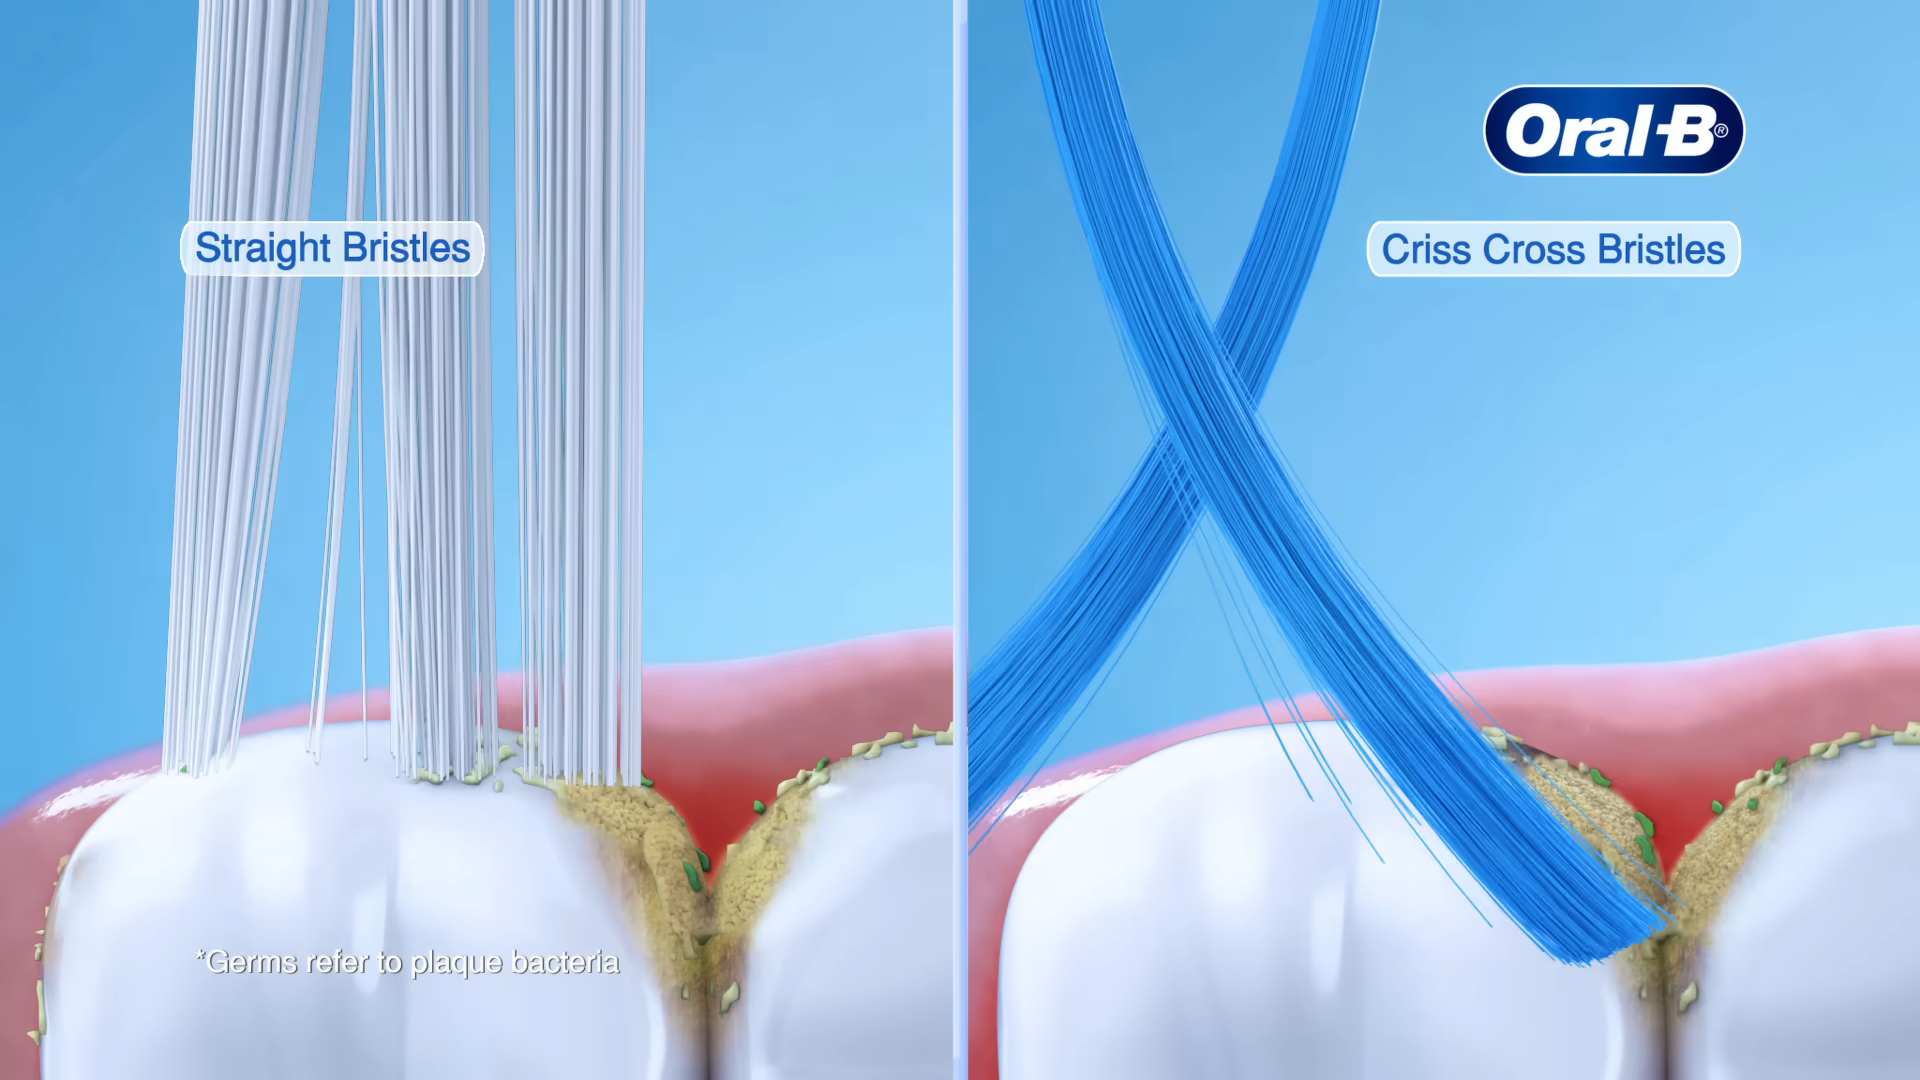 Oral-B®
Straight Bristles
Criss Cross Bristles
*Germs refer to plaque bacteria